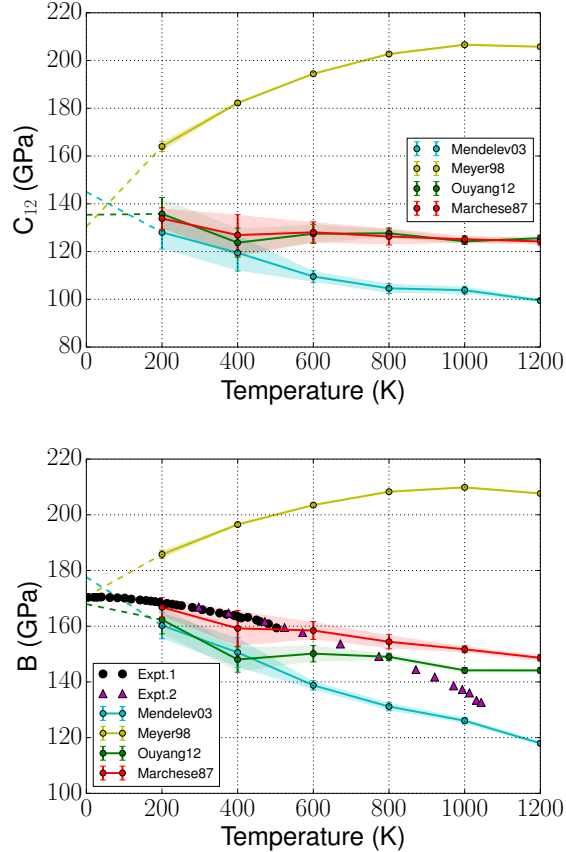 220
200
180
160
140
120
100
80
C12 (GPa)
Mendelev03
Meyer98
Ouyang12
Marchese87
0 200 400 600 800 1000 1200
Temperature (K)
220
200
180
160
140
120
100
B (GPa)
Expt.1
Expt.2
Mendelev03
Meyer98
Ouyang12
Marchese87
0 200 400 600 800 1000 1200
Temperature (K)